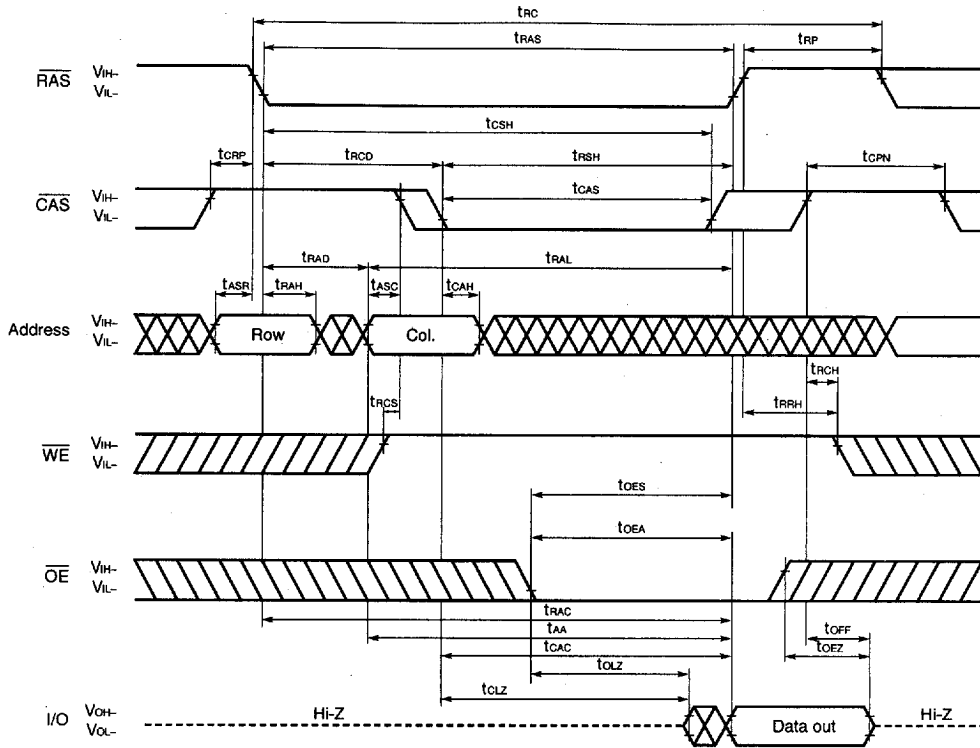 tRC
tRAS
tRP
RAS
VIH–
VIL–
tCSH
tCRP
tRCD
tRSH
tCPN
CAS
VIH–
VIL–
tCAS
tRAD
tRAL
tASR
tRAH
tASC
tCAH
Address
VIH–
VIL–
Row
Col.
tRCH
tRCS
tRRH
WE
VIH–
VIL–
tOES
tOEA
OE
VIH–
VIL–
tRAC
tAA
tOFF
tCAC
tOEZ
tOLZ
tCLZ
I/O
VOH–
VOL–
Hi-Z
Data out
Hi-Z